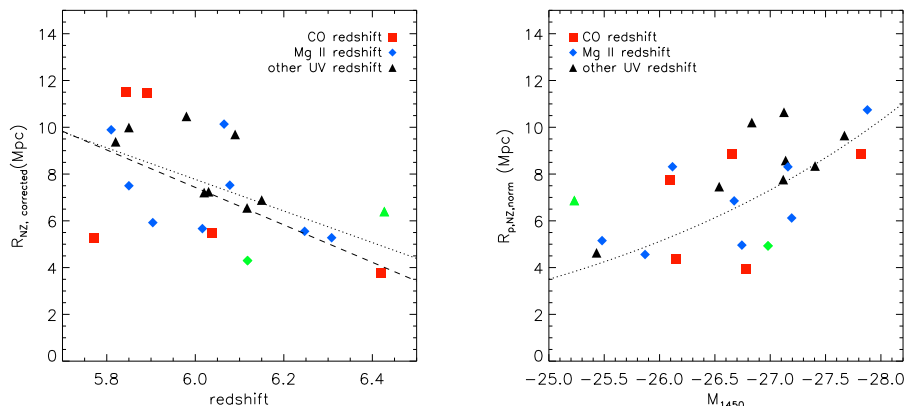 CO redshift
Mg II redshift
other UV redshift
14
12
10
8
6
4
2
0
R_NZ, corrected (Mpc)
5.8 6.0 6.2 6.4
redshift
CO redshift
Mg II redshift
other UV redshift
14
12
10
8
6
4
2
0
R_p,NZ,norm (Mpc)
-25.0 -25.5 -26.0 -26.5 -27.0 -27.5 -28.0
M_1450